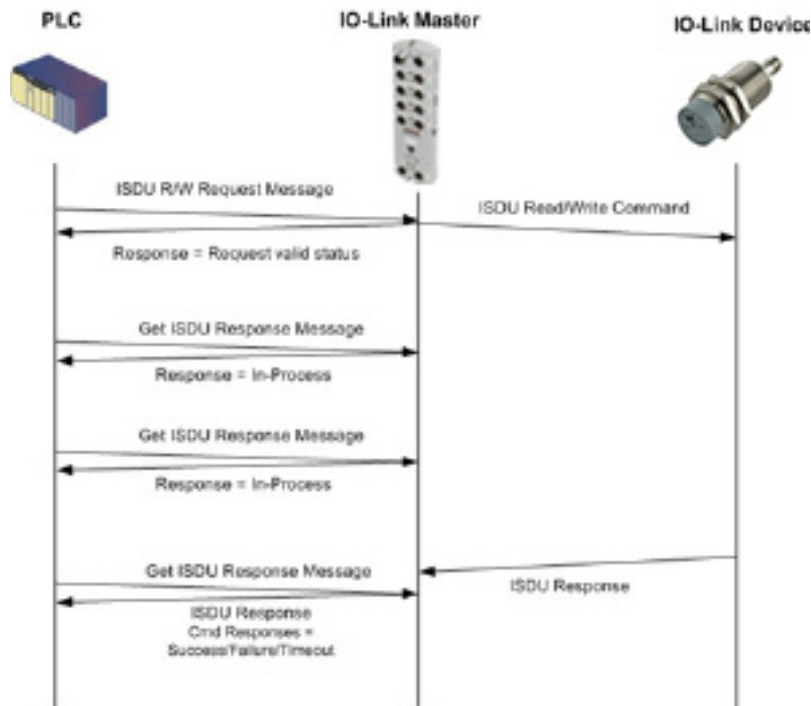 PLC
IO-Link Master
IO-Link Device
ISDU R/W Request Message
ISDU Read/Write Command
Response = Request valid status
Get ISDU Response Message
Response = In-Process
Get ISDU Response Message
Response = In-Process
Get ISDU Response Message
ISDU Response
ISDU Response
Cmd Responses =
Success/Failure/Timeout